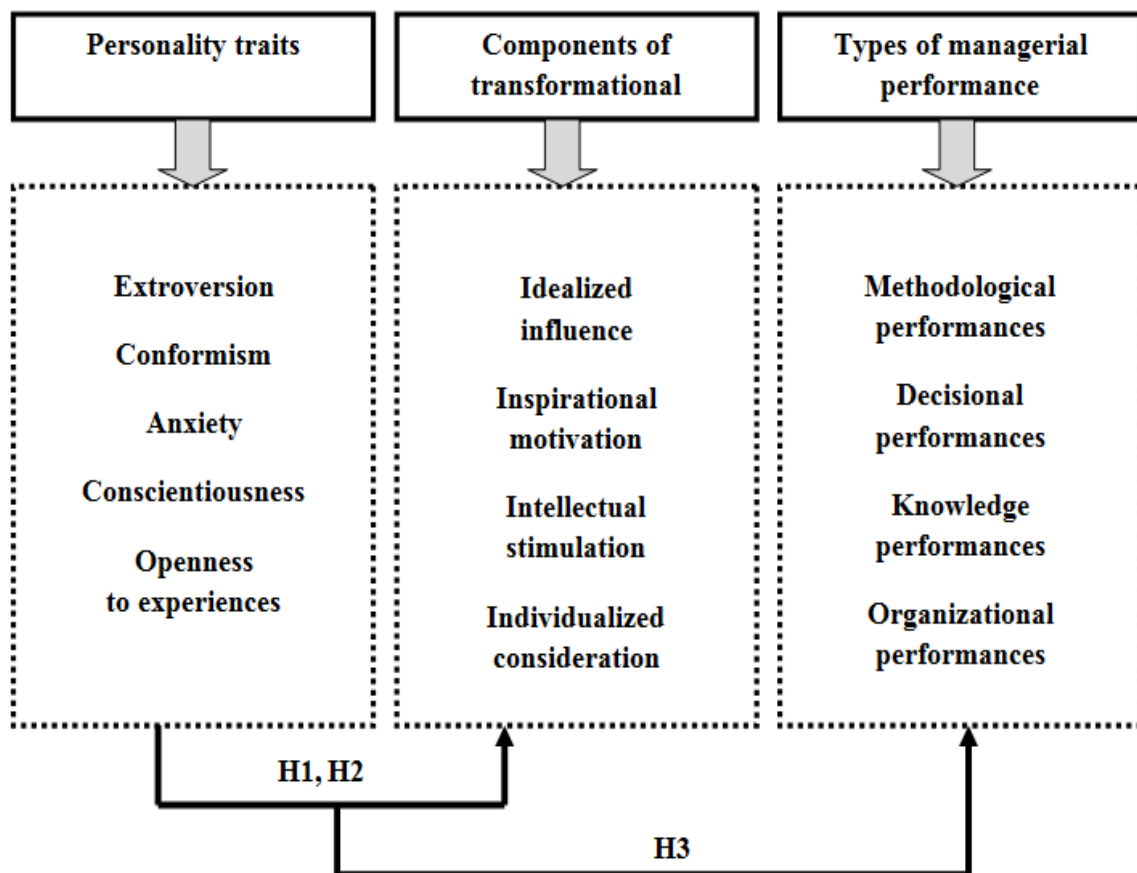 Personality traits
Components of
transformational
Types of managerial
performance
Extroversion
Conformism
Anxiety
Conscientiousness
Openness
to experiences
Idealized
influence
Inspirational
motivation
Intellectual
stimulation
Individualized
consideration
Methodological
performances
Decisional
performances
Knowledge
performances
Organizational
performances
H1, H2
H3